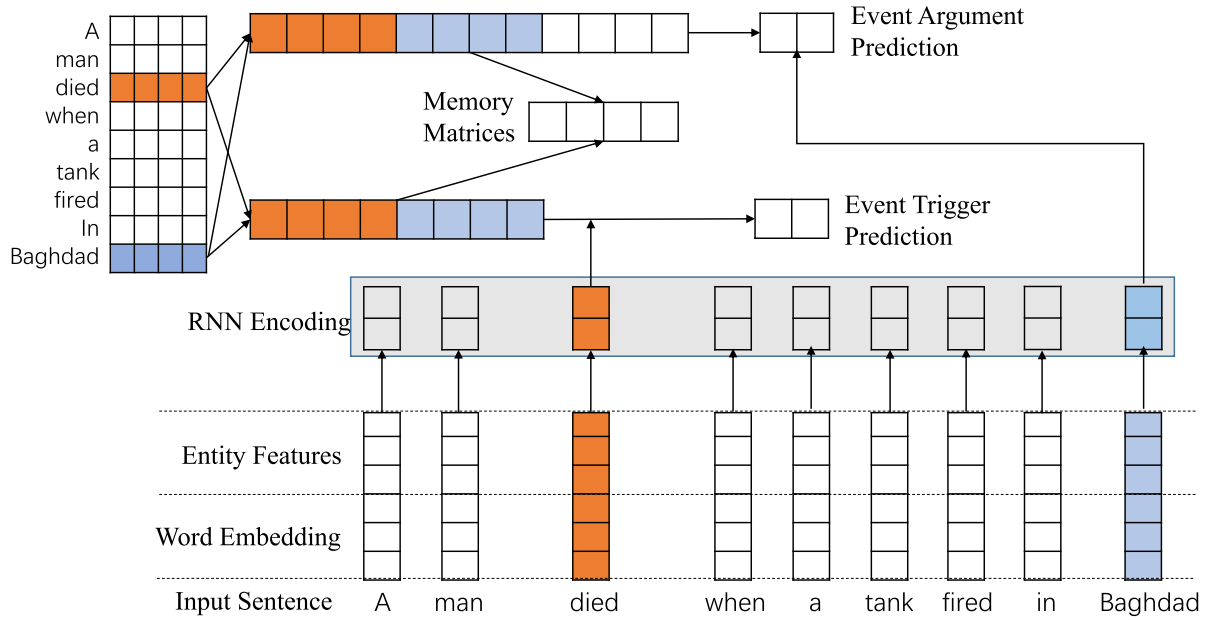 A
man
died
when
a
tank
fired
In
Baghdad
Event Argument
Prediction
Memory
Matrices
Event Trigger
Prediction
RNN Encoding
Entity Features
Word Embedding
Input Sentence A man died when a tank fired in Baghdad